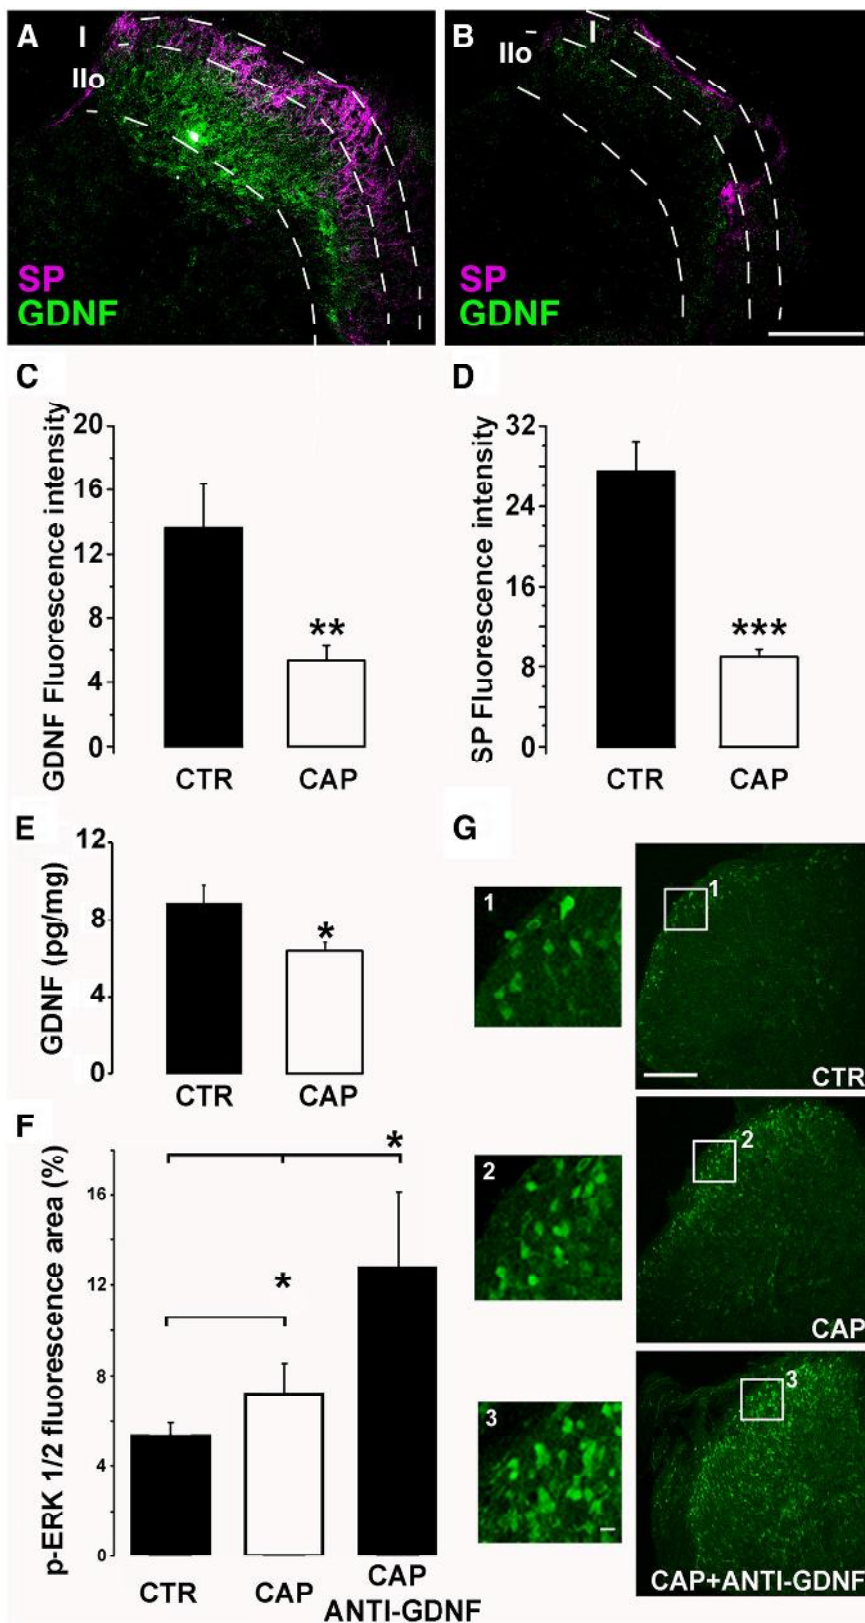 A
I
IIo
SP
GDNF
B
I
IIo
SP
GDNF
C
GDNF Fluorescence intensity
20
16
12
8
4
0
**
CTR
CAP
D
SP Fluorescence intensity
32
24
16
8
0
***
CTR
CAP
E
GDNF (pg/mg)
12
8
4
0
*
CTR
CAP
F
p-ERK 1/2 fluorescence area (%)
16
12
8
4
0
*
*
CTR
CAP
CAP
ANTI-GDNF
G
1
1
CTR
2
2
CAP
3
3
CAP+ANTI-GDNF